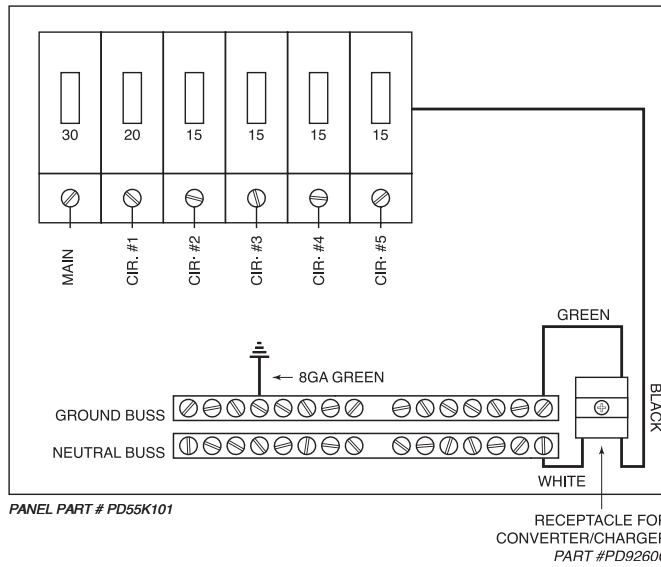 30 20 15 15 15 15
MAIN
CIR. #1
CIR· #2
CIR· #3
CIR· #4
CIR· #5
GREEN
8GA GREEN
BLACK
GROUND BUSS
NEUTRAL BUSS
WHITE
PANEL PART # PD55K101
RECEPTACLE FOR
CONVERTER/CHARGER
PART #PD9260C